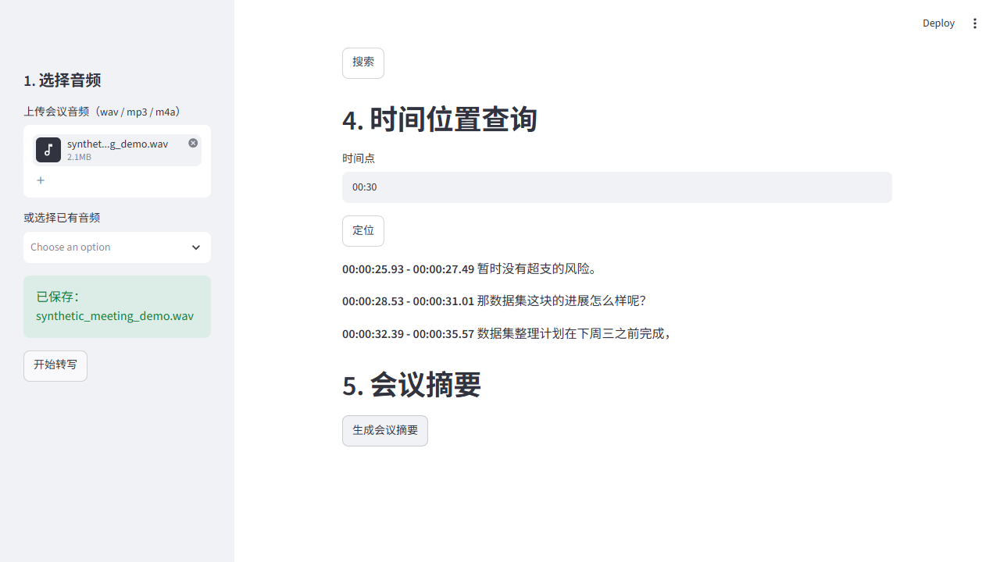 Deploy
1. 选择音频
上传会议音频（wav / mp3 / m4a）
synthet...g_demo.wav
2.1MB
+
或选择已有音频
Choose an option
已保存：
synthetic_meeting_demo.wav
开始转写
搜索
4. 时间位置查询
时间点
00:30
定位
00:00:25.93 - 00:00:27.49 暂时没有超支的风险。
00:00:28.53 - 00:00:31.01 那数据集这块的进展怎么样呢？
00:00:32.39 - 00:00:35.57 数据集整理计划在下周三之前完成，
5. 会议摘要
生成会议摘要